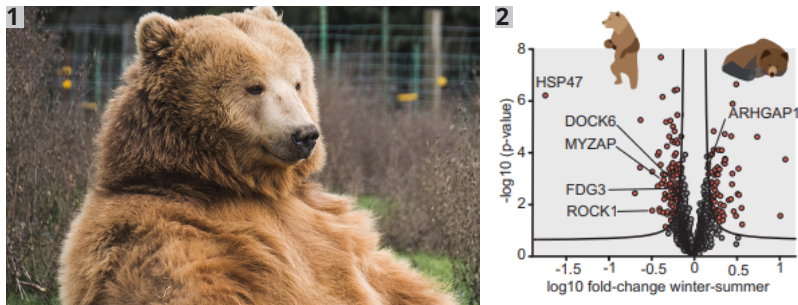 1
2
8
HSP47
6
ARHGAP1
DOCK6
MYZAP
4
FDG3
2
ROCK1
0
-log10 (p-value)
-1.5 -1 -0.5 0 0.5 1
log10 fold-change winter-summer